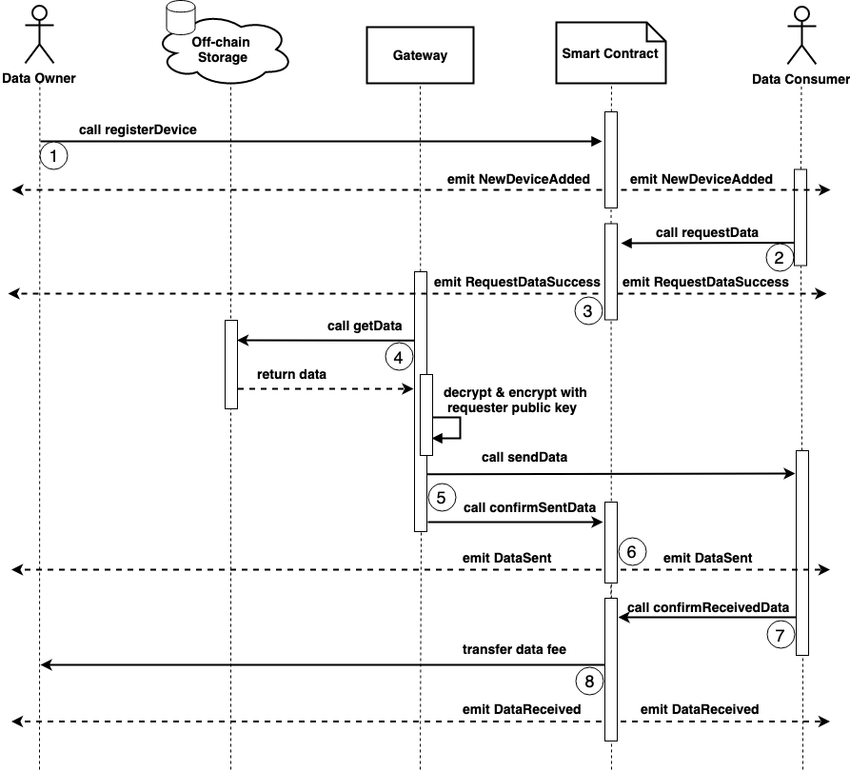 Off-chain
Storage
Gateway
Smart Contract
Data Owner
Data Consumer
call registerDevice
1
emit NewDeviceAdded
emit NewDeviceAdded
call requestData
2
emit RequestDataSuccess
emit RequestDataSuccess
3
call getData
4
return data
decrypt & encrypt with
requester public key
call sendData
5
call confirmSentData
6
emit DataSent
emit DataSent
call confirmReceivedData
7
transfer data fee
8
emit DataReceived
emit DataReceived